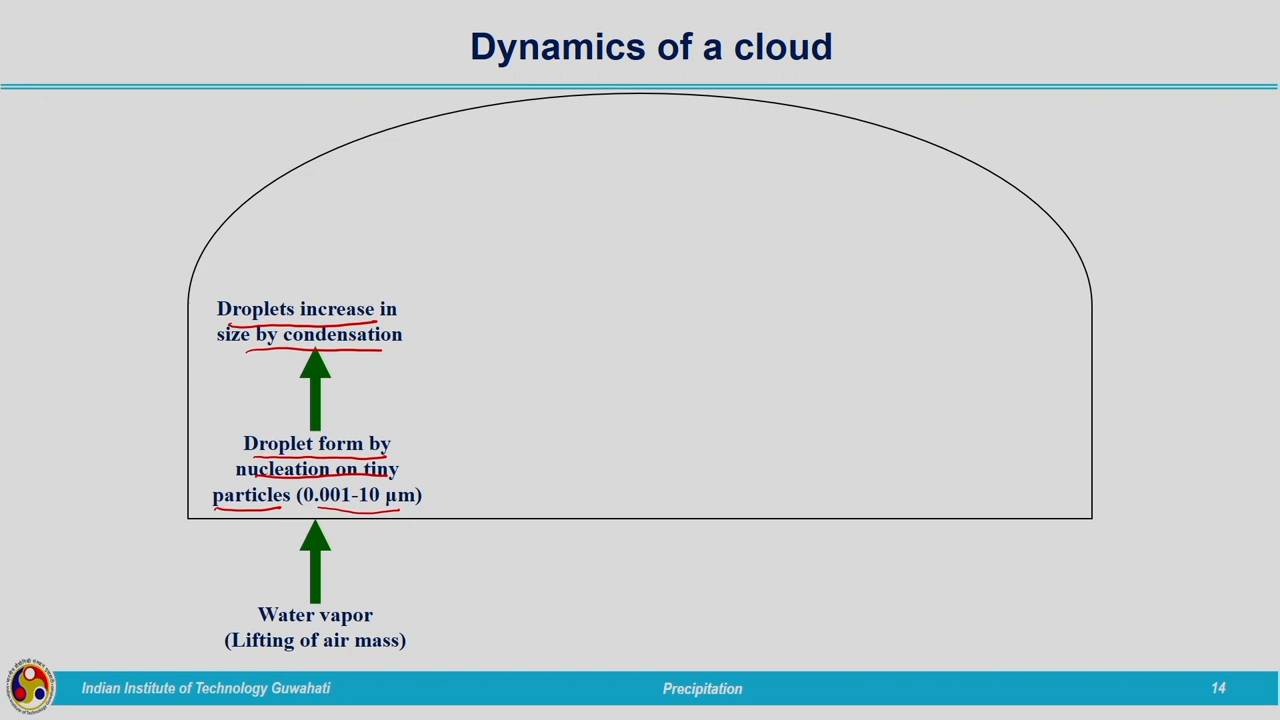 Dynamics of a cloud
Droplets increase in
size by condensation
Droplet form by
nucleation on tiny
particles (0.001-10 µm)
Water vapor
(Lifting of air mass)
Indian Institute of Technology Guwahati
Precipitation
14